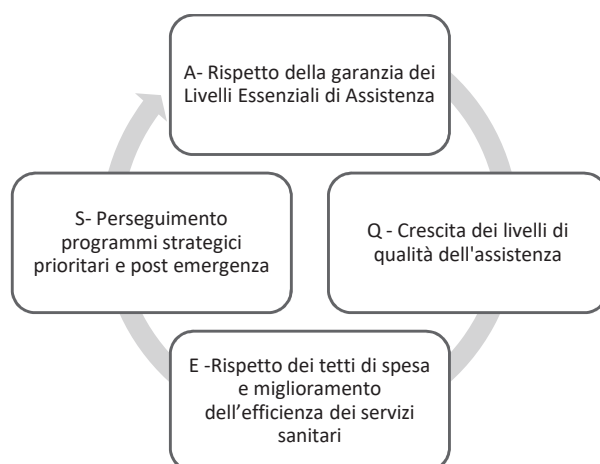 A- Rispetto della garanzia dei
Livelli Essenziali di Assistenza
S- Perseguimento
programmi strategici
prioritari e post emergenza
Q - Crescita dei livelli di
qualità dell'assistenza
E -Rispetto dei tetti di spesa
e miglioramento
dell’efficienza dei servizi
sanitari